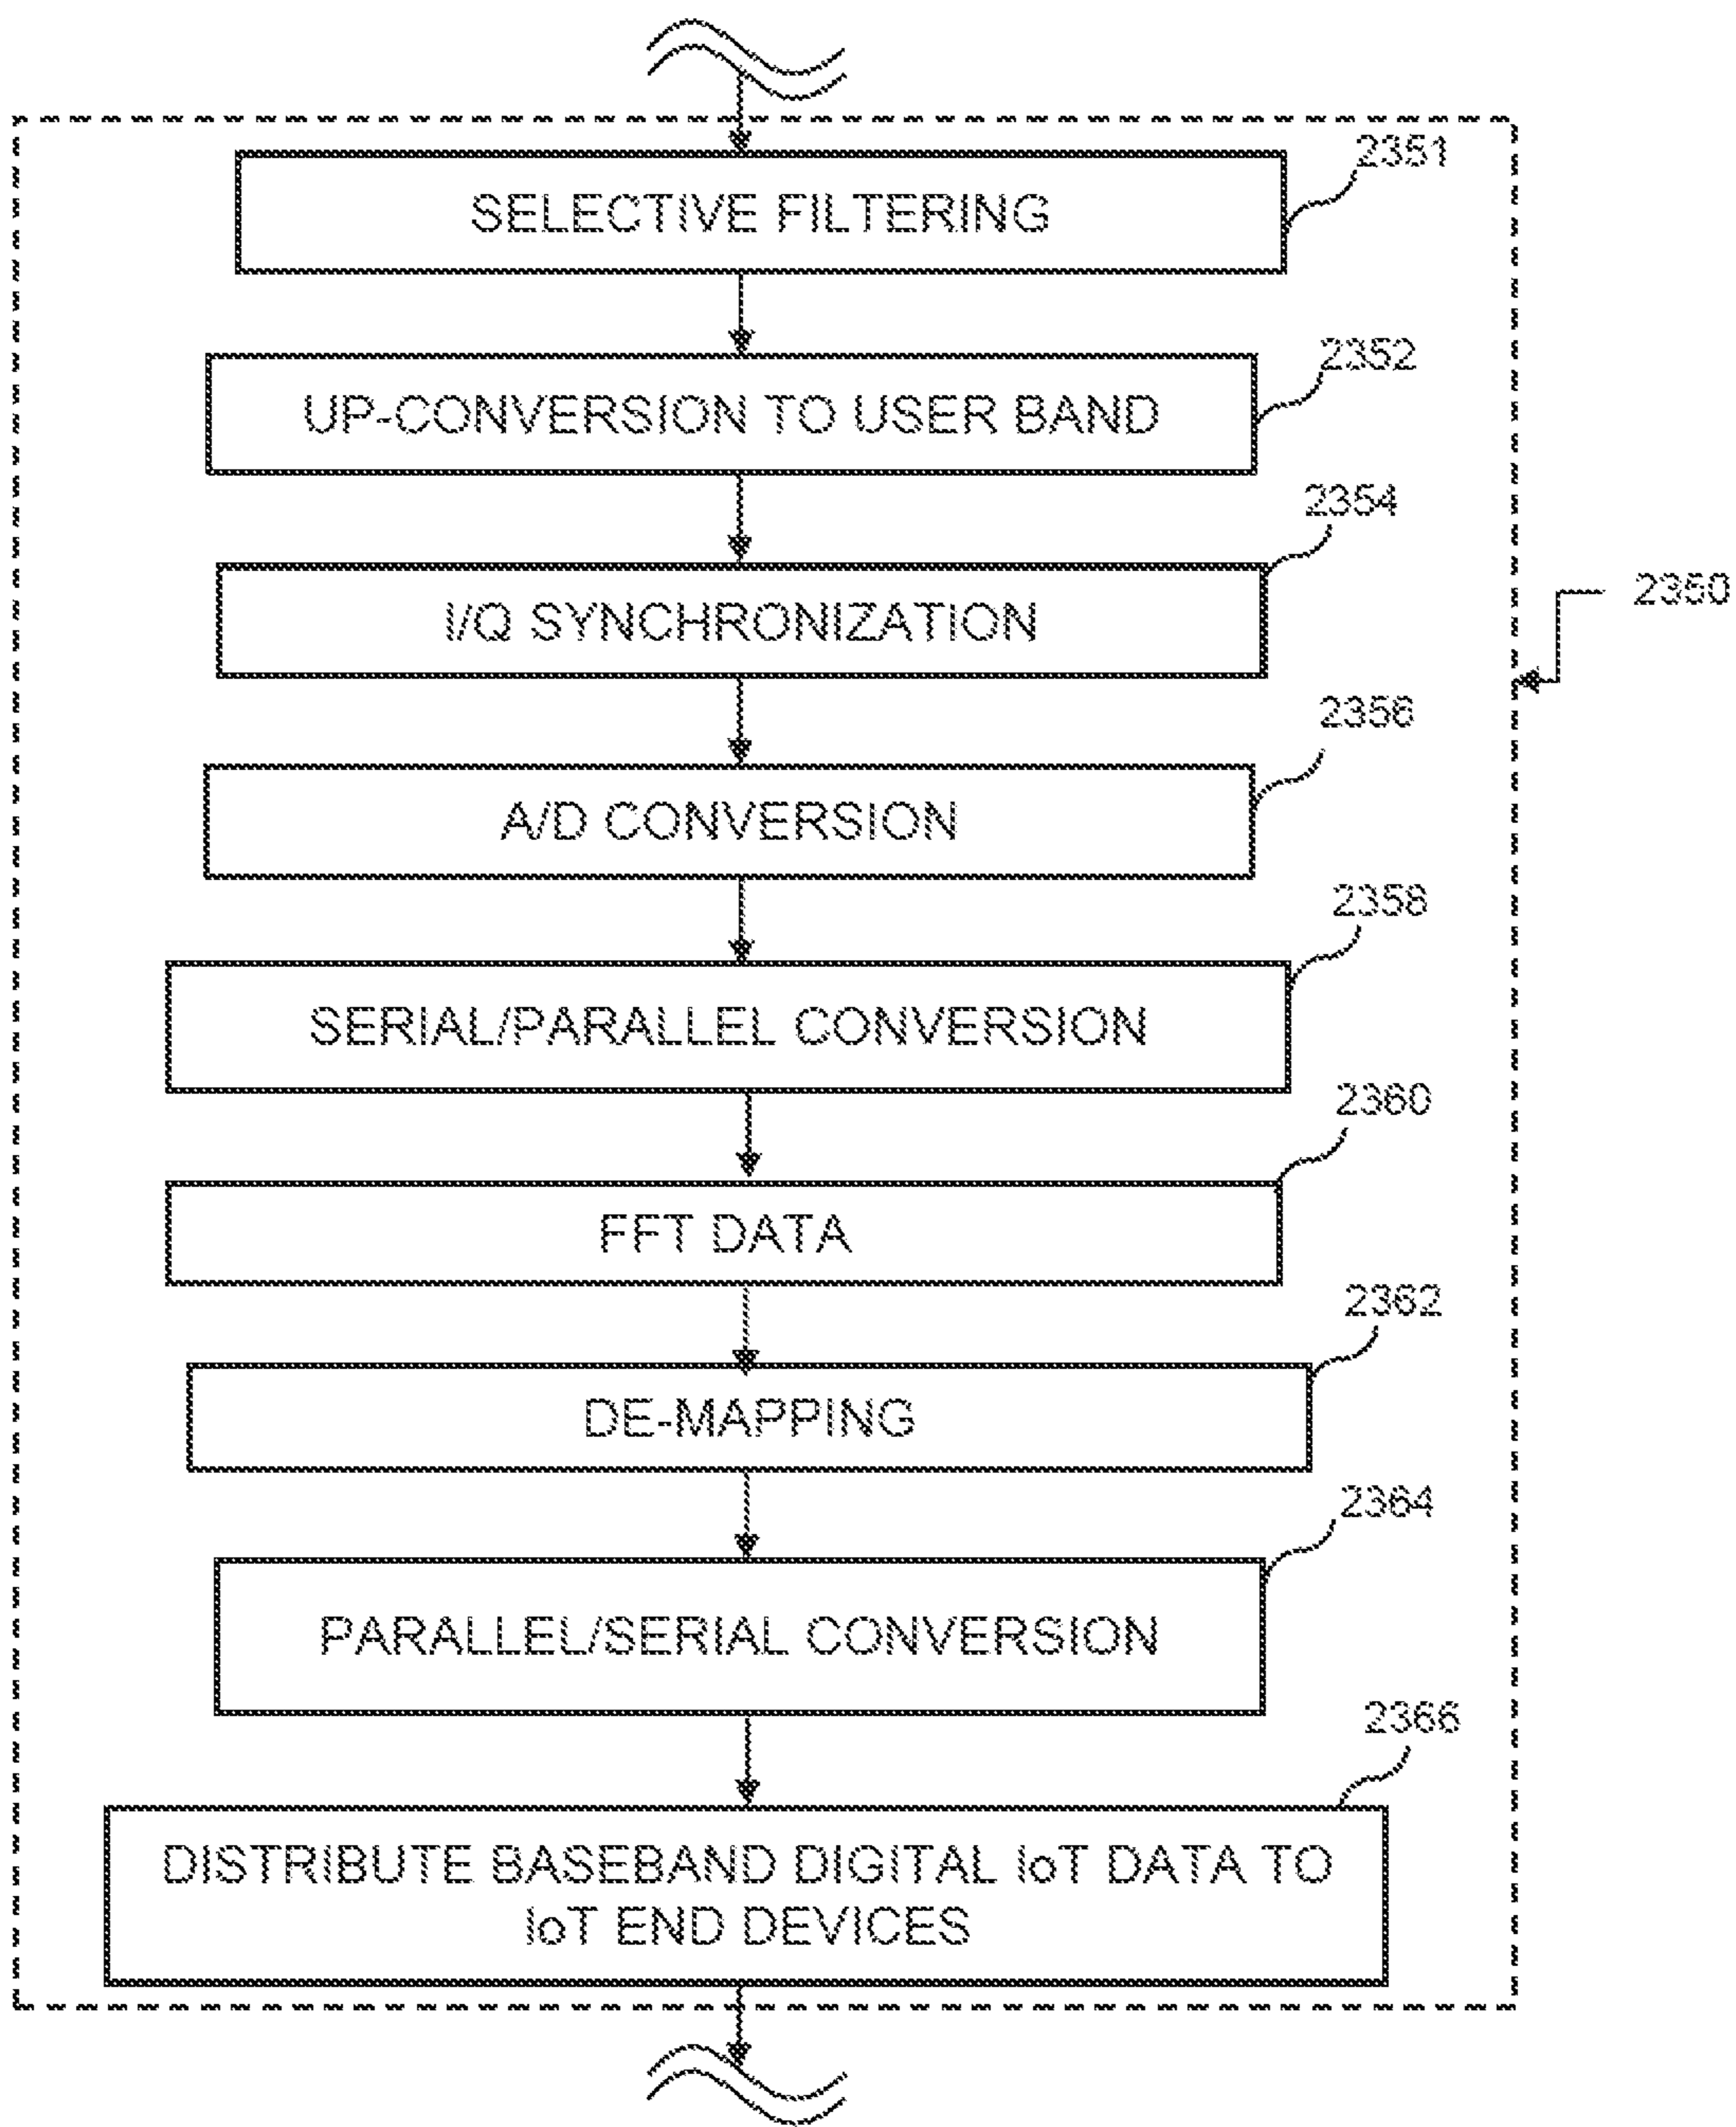 2351
SELECTIVE FILTERING
2352
UP-CONVERSION TO USER BAND
2354
I/Q SYNCHRONIZATION
2350
2356
A/D CONVERSION
2358
SERIAL/PARALLEL CONVERSION
2360
FFT DATA
2362
DE-MAPPING
2364
PARALLEL/SERIAL CONVERSION
2366
DISTRIBUTE BASEBAND DIGITAL IoT DATA TO
IoT END DEVICES